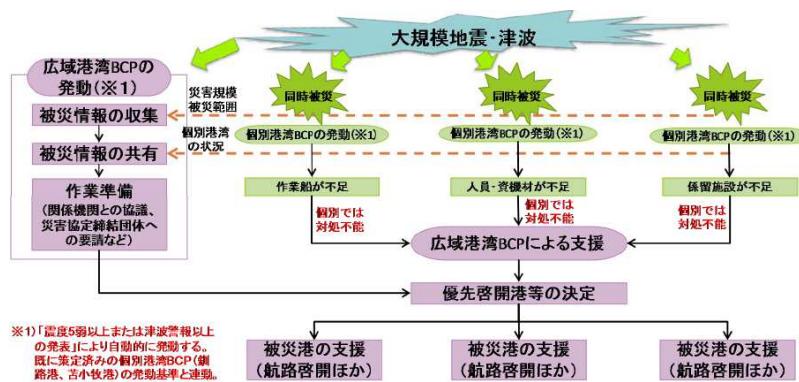 大規模地震・津波
広域港湾BCPの
発動(※1)
被災情報の収集
被災情報の共有
作業準備
(関係機関との協議、
災害協定締結団体へ
の要請など)
災害規模
被災範囲
個別港湾
の状況
同時被災
同時被災
同時被災
個別港湾BCPの発動(※1)
個別港湾BCPの発動(※1)
個別港湾BCPの発動(※1)
作業船が不足
人員・資機材が不足
係留施設が不足
個別では
対処不能
個別では
対処不能
個別では
対処不能
広域港湾BCPによる支援
優先啓開港等の決定
被災港の支援
(航路啓開ほか)
被災港の支援
(航路啓開ほか)
被災港の支援
(航路啓開ほか)
※1)「震度5弱以上または津波警報以上
の発表」により自動的に発動する。
既に策定済みの個別港湾BCP(釧
路港、苫小牧港)の発動基準と連動。